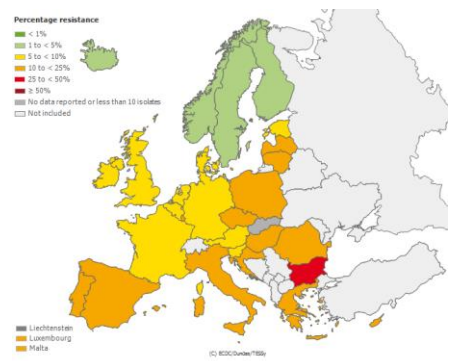 Percentage resistance
< 1%
1 to < 5%
5 to < 10%
10 to < 25%
25 to < 50%
≥ 50%
No data reported or less than 10 isolates
Not included
Liechtenstein
Luxembourg
Malta
(C) ECDC/Dundas/TESSy